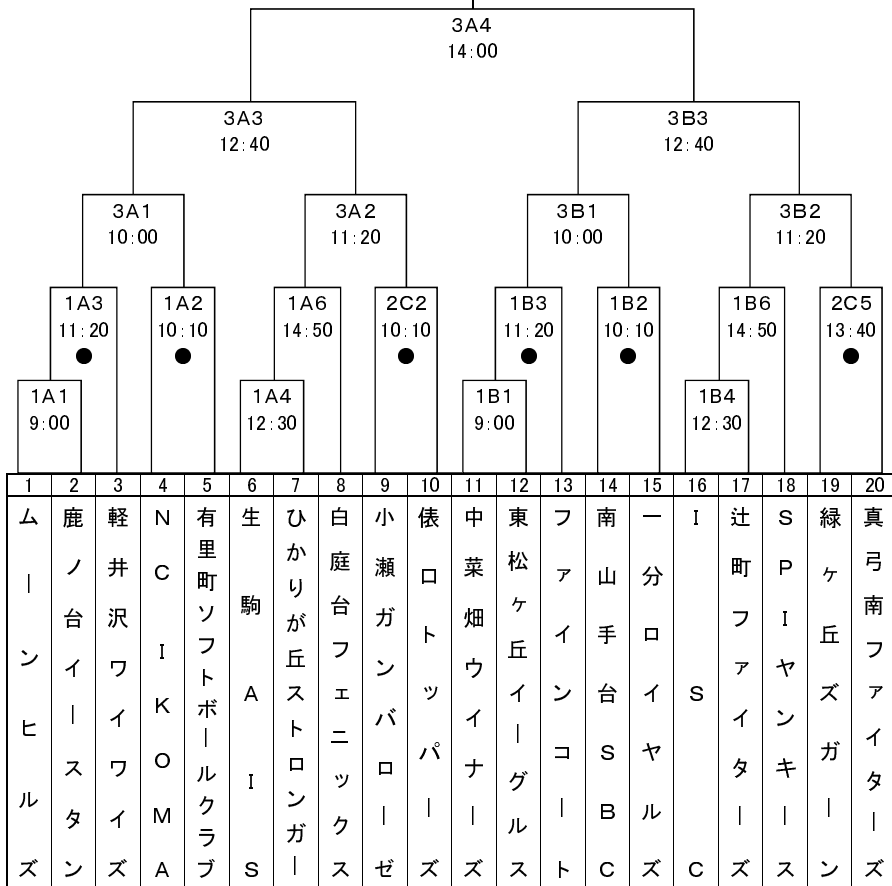 3A4
14:00
3A3
12:40
3B3
12:40
3A1
10:00
3A2
11:20
3B1
10:00
3B2
11:20
1A3
11:20
●
1A2
10:10
●
1A6
14:50
2C2
10:10
●
1B3
11:20
●
1B2
10:10
●
1B6
14:50
2C5
13:40
●
1A1
9:00
1A4
12:30
1B1
9:00
1B4
12:30
1 2 3 4 5 6 7 8 9 10 11 12 13 14 15 16 17 18 19 20
ムーンヒルズ
鹿ノ台イースタン
軽井沢ワイワイズ
NCIKOMA
有里町ソフトボールクラブ
生駒AIS
ひかりが丘ストロンガー
白庭台フェニックス
小瀬ガンバローゼ
俵口トッパーズ
中菜畑ウイナーズ
東松ヶ丘イーグルス
ファインコート
南山手台SBC
一分ロイヤルズ
ISC
辻町ファイターズ
SPIヤンキース
緑ヶ丘ズガーン
真弓南ファイターズ